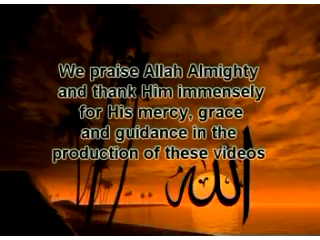 We praise Allah Almighty
and thank Him immensely
for His mercy, grace
and guidance in the
production of these videos
الله